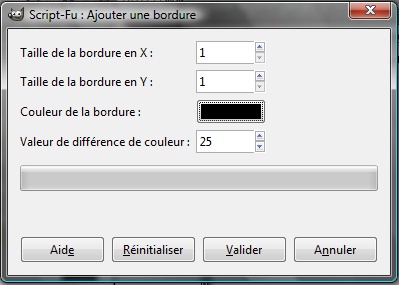 Script-Fu : Ajouter une bordure
Taille de la bordure en X : 1
Taille de la bordure en Y : 1
Couleur de la bordure :
Valeur de différence de couleur : 25
Aide Réinitialiser Valider Annuler